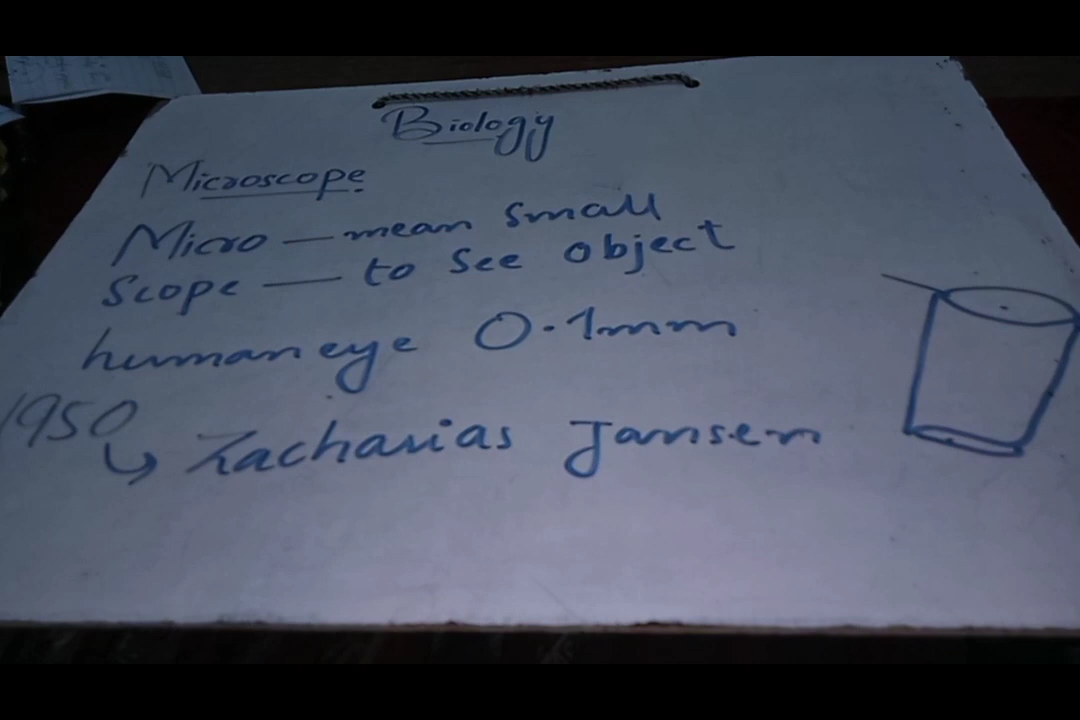 Biology
Microscope
Micro — mean small
Scope — to see object
human eye 0.1mm
1950
↳ Zacharias Jansen